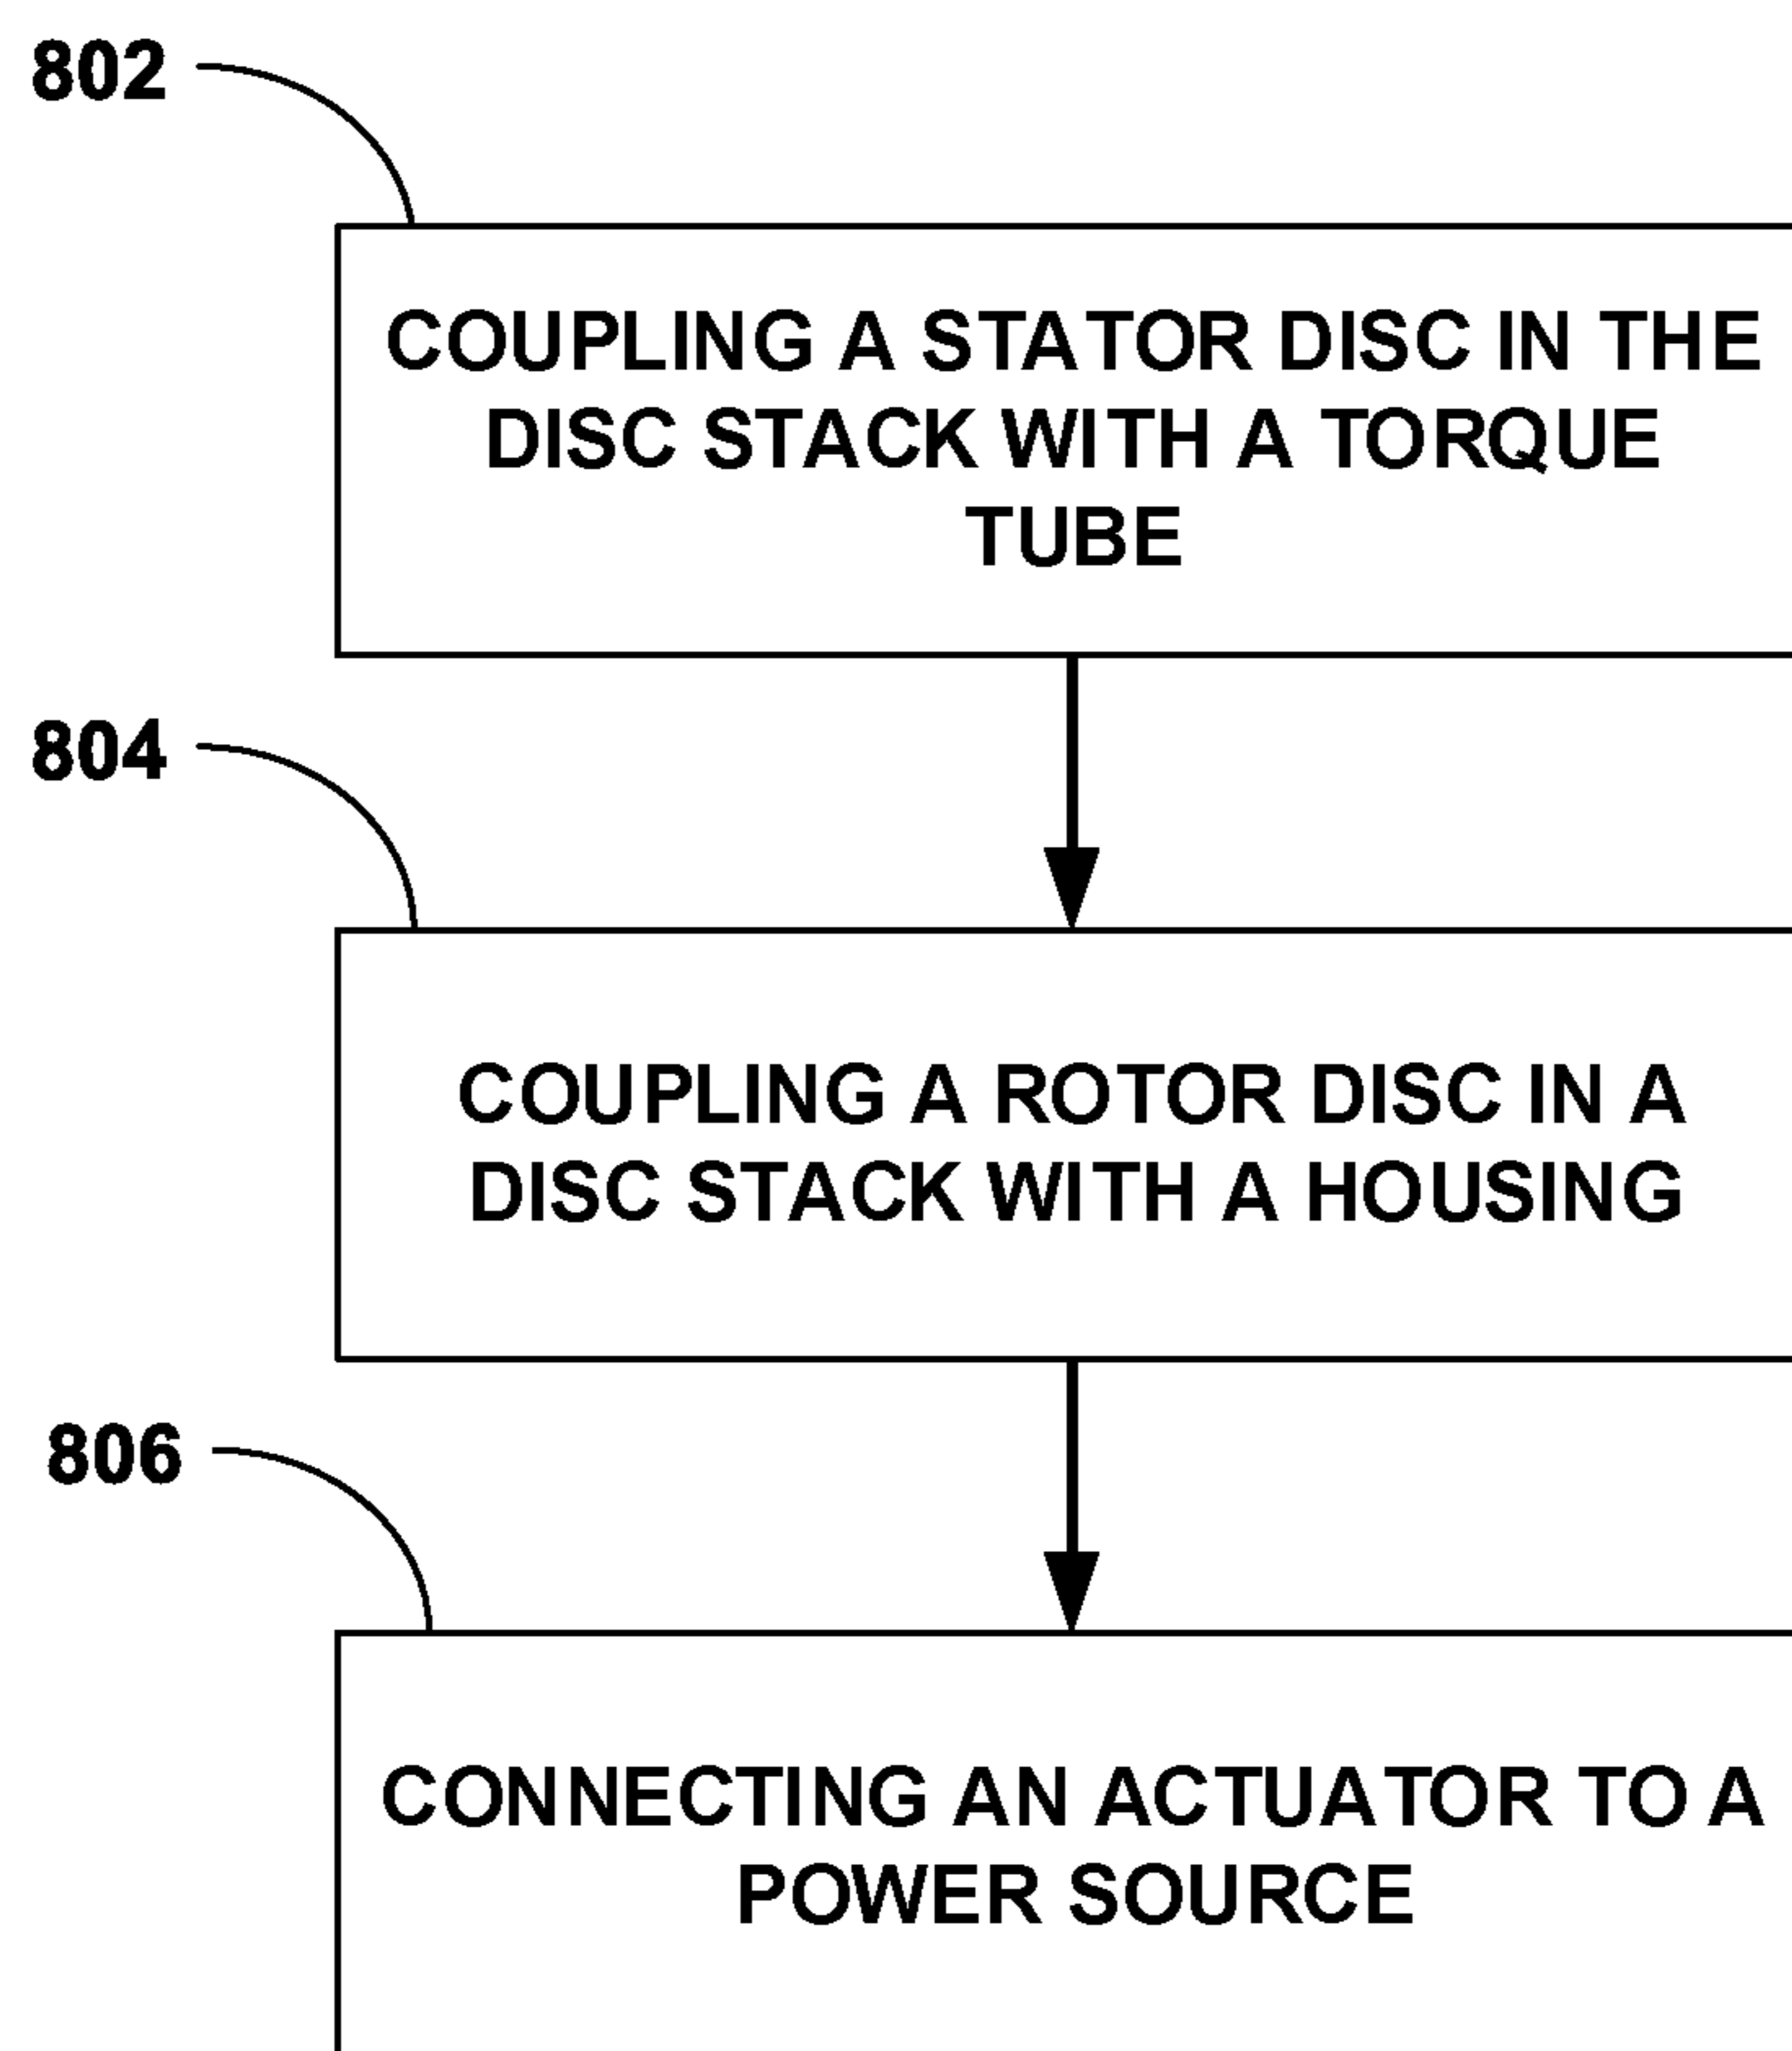 802
COUPLING A STATOR DISC IN THE
DISC STACK WITH A TORQUE
TUBE
804
COUPLING A ROTOR DISC IN A
DISC STACK WITH A HOUSING
806
CONNECTING AN ACTUATOR TO A
POWER SOURCE